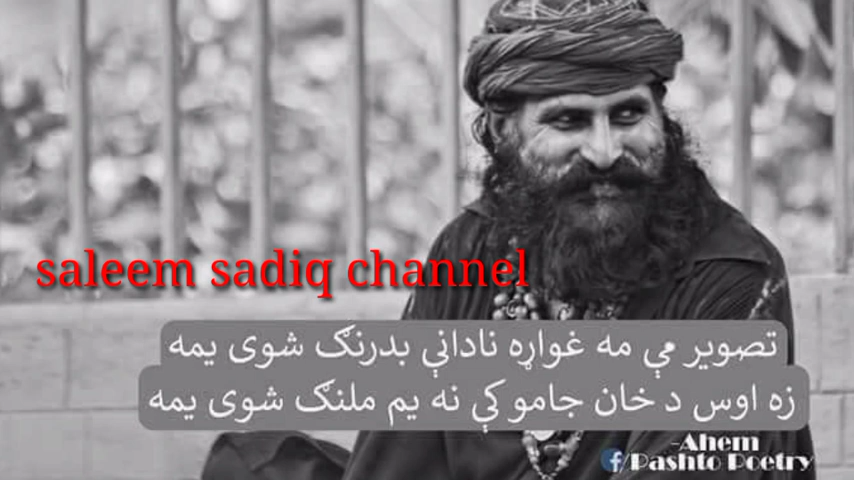 saleem sadiq channel
تصویر مې مه غواړه نادانې بدرنګ شوی یمه
زه اوس د خان جامو کې نه یم ملنګ شوی یمه
-Ahem
f/Pashto Poetry